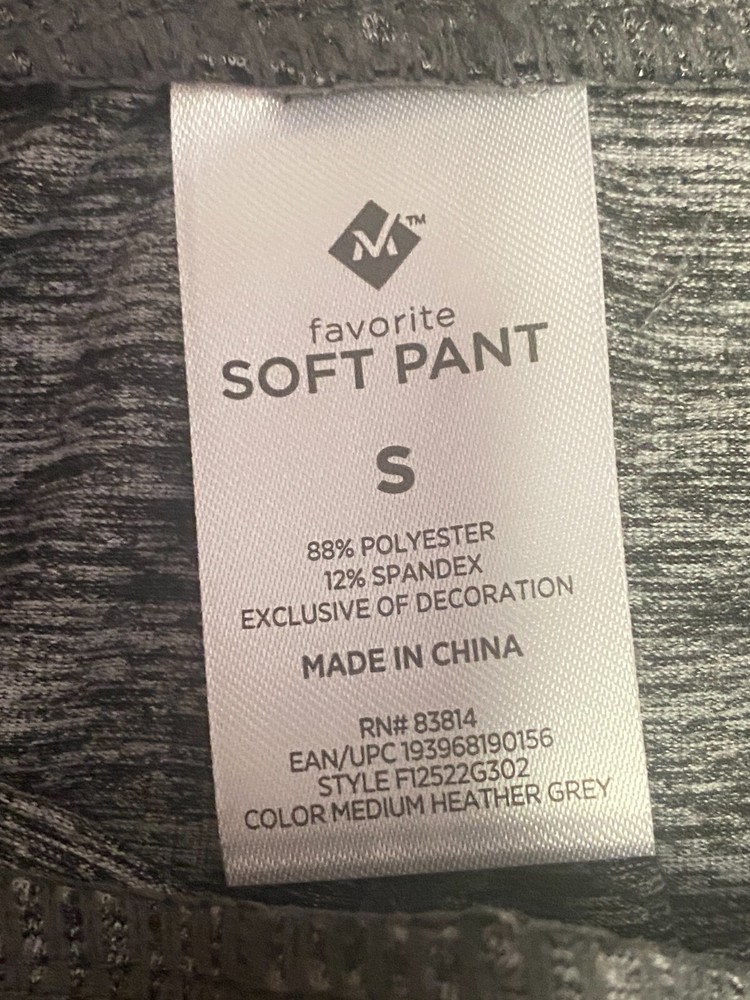 M™
favorite
SOFT PANT
S
88% POLYESTER
12% SPANDEX
EXCLUSIVE OF DECORATION
MADE IN CHINA
RN# 83814
EAN/UPC 193968190156
STYLE F12522G302
COLOR MEDIUM HEATHER GREY